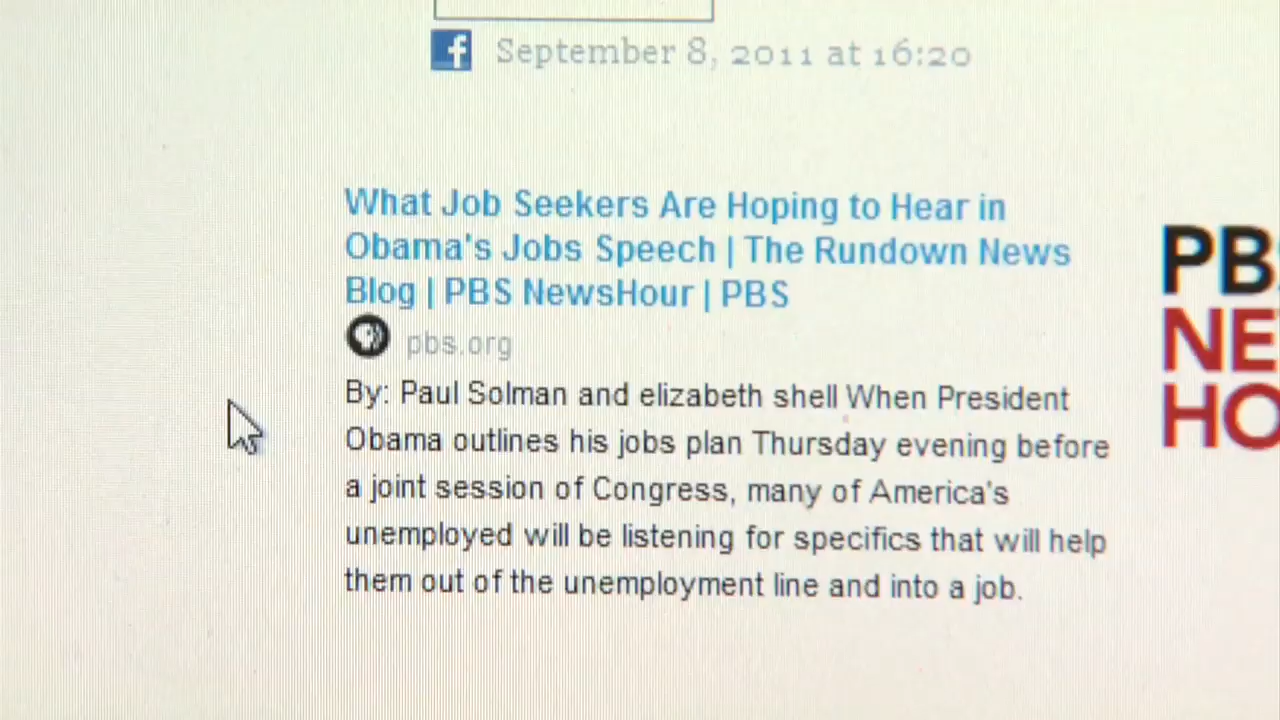 f September 8, 2011 at 16:20
What Job Seekers Are Hoping to Hear in
Obama's Jobs Speech | The Rundown News
Blog | PBS NewsHour | PBS
pbs.org
By: Paul Solman and elizabeth shell When President
Obama outlines his jobs plan Thursday evening before
a joint session of Congress, many of America's
unemployed will be listening for specifics that will help
them out of the unemployment line and into a job.
PBS
NE
HO